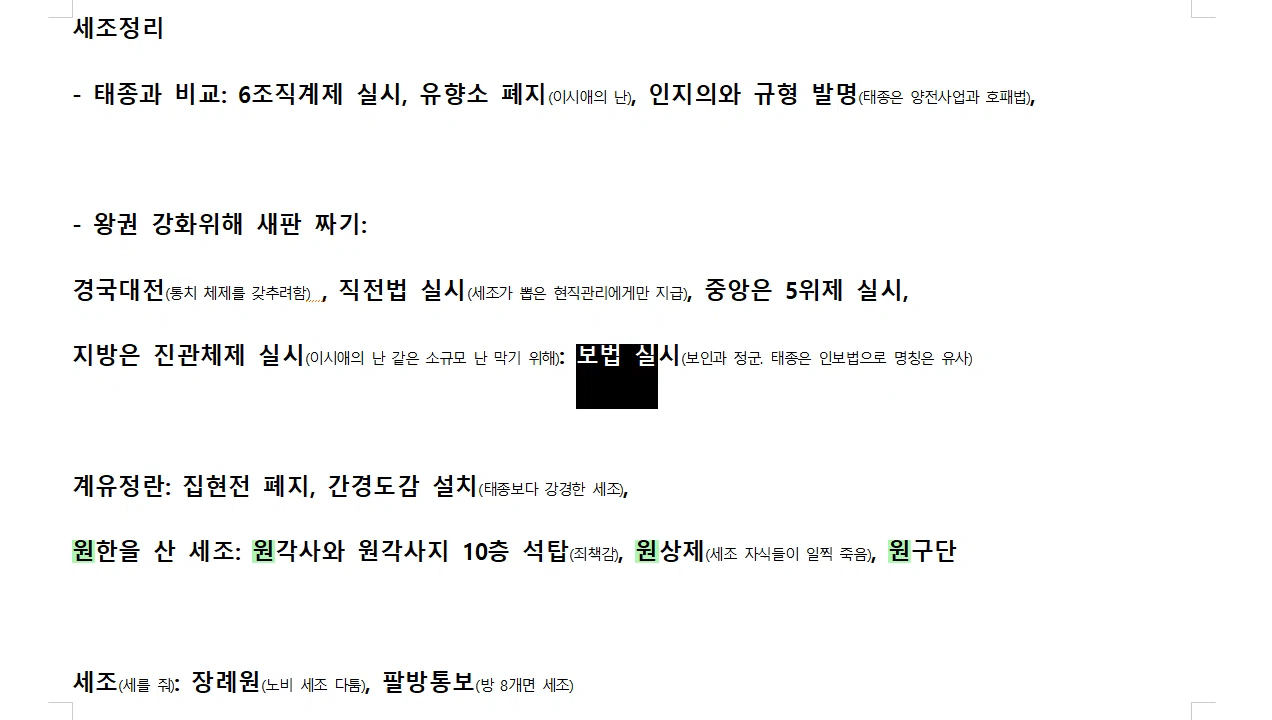 세조정리
- 태종과 비교: 6조직계제 실시, 유향소 폐지(이시애의 난), 인지의와 규형 발명(태종은 양전사업과 호패법),
- 왕권 강화위해 새판 짜기:
경국대전(통치 체제를 갖추려함) , 직전법 실시(세조가 뽑은 현직관리에게만 지급), 중앙은 5위제 실시,
지방은 진관체제 실시(이시애의 난 같은 소규모 난 막기 위해): 보법 실시(보인과 정군. 태종은 인보법으로 명칭은 유사)
계유정란: 집현전 폐지, 간경도감 설치(태종보다 강경한 세조),
원한을 산 세조: 원각사와 원각사지 10층 석탑(죄책감), 원상제(세조 자식들이 일찍 죽음), 원구단
세조(세를 줘): 장례원(노비 세조 다툼), 팔방통보(방 8개면 세조)